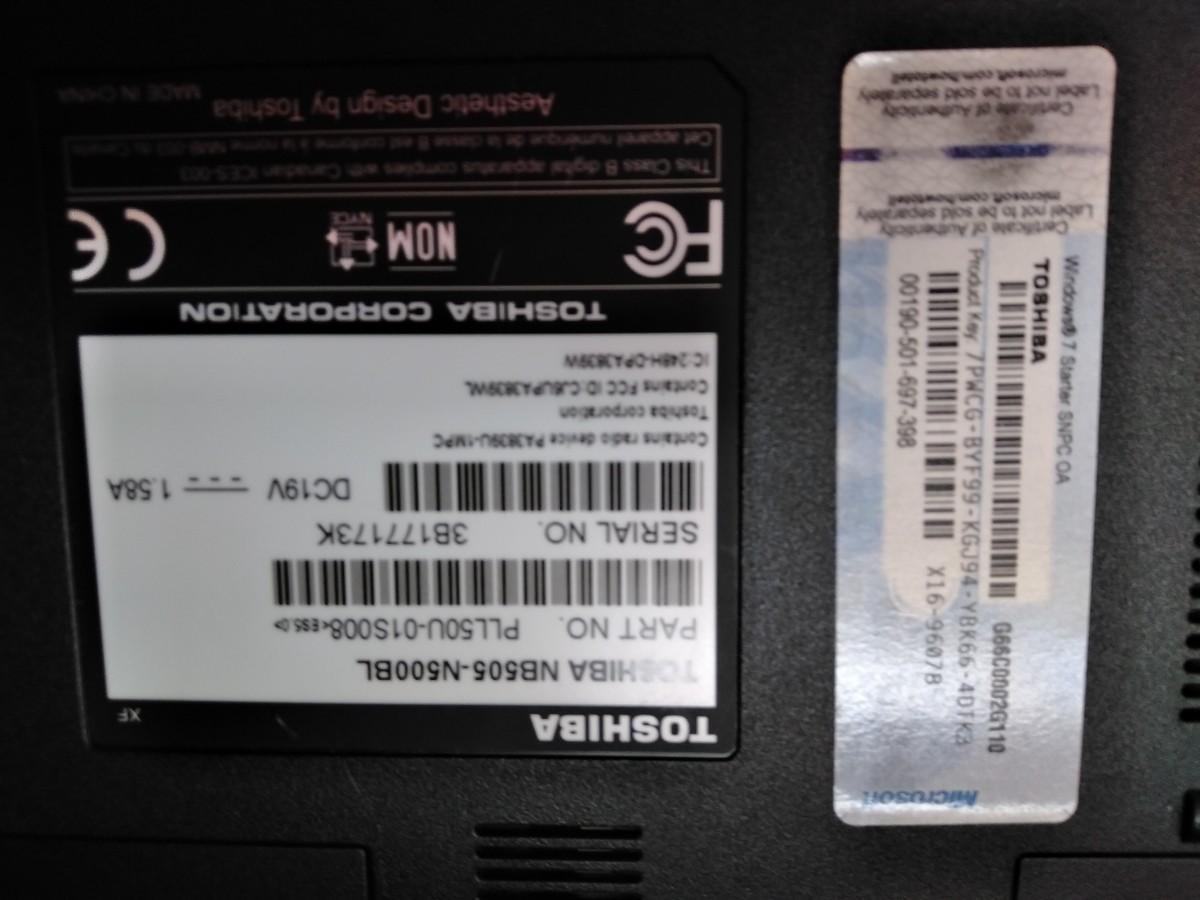 TOSHIBA
XF
TOSHIBA NB505-N500BL
PART NO. PLL50U-01S008<ES5.0>
SERIAL NO. 3B177173K
DC19V 1.58A
Contains radio device PA3839U-1MPC
Toshiba corporation
Contains FCC ID:CJ6UPA3839WL
IC:248H-DPA3839W
TOSHIBA CORPORATION
FC NOM NYCE CE
This Class B digital apparatus complies with Canadian ICES-003
Cet appareil numérique de la classe B est conforme à la norme NMB-003 du Canada
Aesthetic Design by Toshiba MADE IN CHINA
Windows® 7 Starter SNPC OA
TOSHIBA
G66C0002G110
Product Key
X16-96078
00190-501-697-398
Microsoft
Certificate of Authenticity
Label not to be sold separately
microsoft.com/howtotell
Certificate of Authenticity
Label not to be sold separately
microsoft.com/howtotell